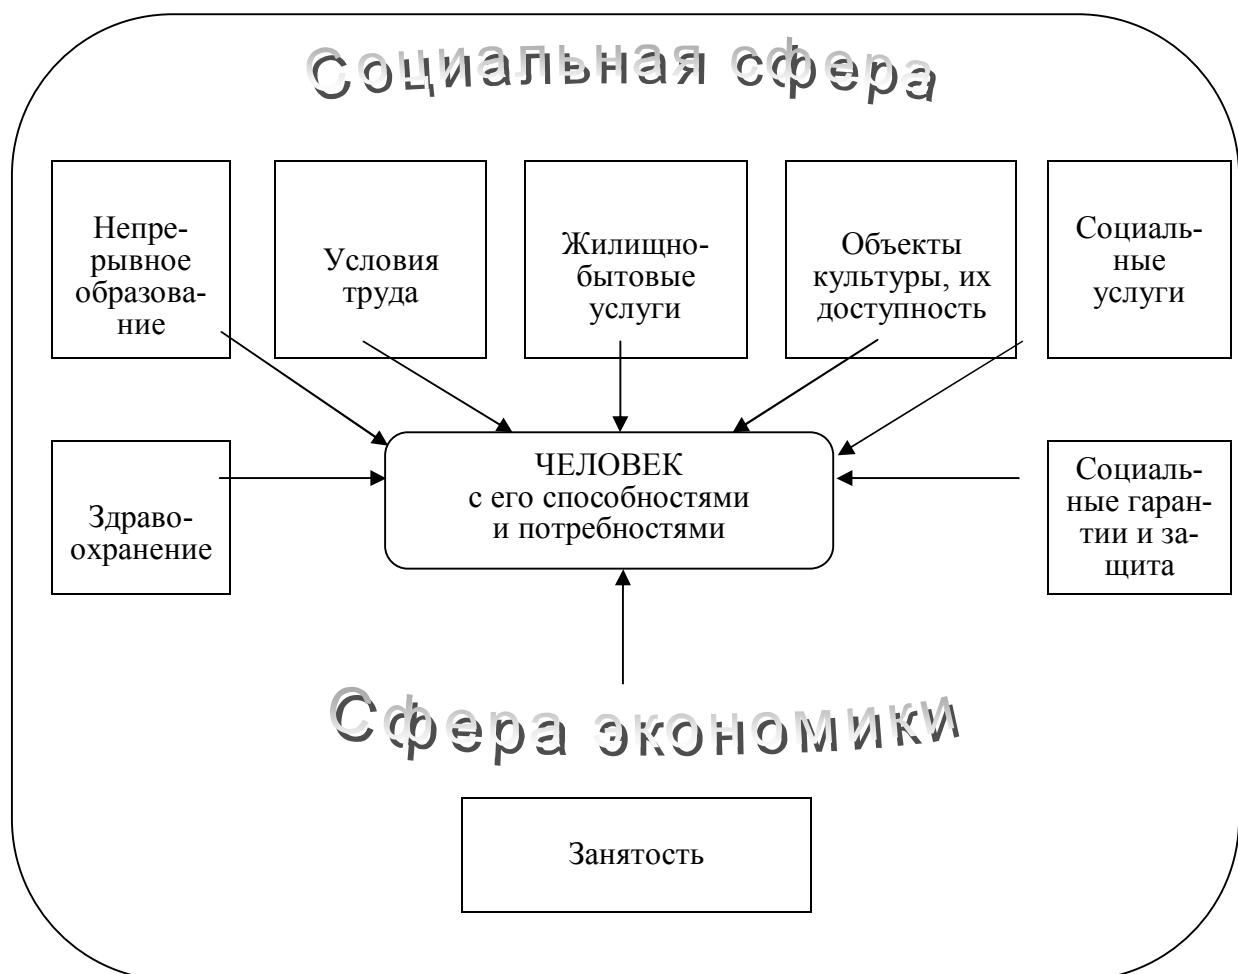 Социальная сфера
Непре-
рывное
образова-
ние
Условия
труда
Жилищно-
бытовые
услуги
Объекты
культуры, их
доступность
Социаль-
ные
услуги
Здраво-
охранение
ЧЕЛОВЕК
с его способностями
и потребностями
Социаль-
ные гаран-
тии и за-
щита
Сфера экономики
Занятость